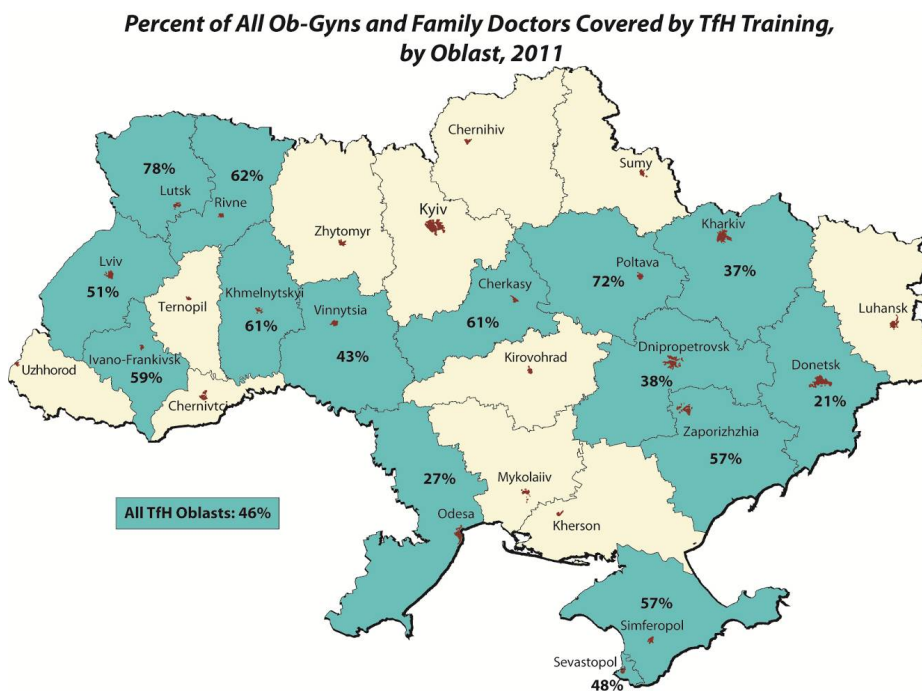 Percent of All Ob-Gyns and Family Doctors Covered by TfH Training,
by Oblast, 2011
Chernihiv
Sumy
78%
62%
Lutsk
Rivne
Kyiv
Zhytomyr
Kharkiv
37%
Lviv
51%
Poltava
72%
Ternopil
Khmelnytskyi
61%
Vinnytsia
43%
Cherkasy
61%
Luhansk
Uzhhorod
Ivano-Frankivsk
59%
Kirovohrad
Dnipropetrovsk
38%
Donetsk
21%
Chernivtci
Zaporizhzhia
57%
27%
Mykolaiiv
All TfH Oblasts: 46%
Odesa
Kherson
57%
Simferopol
Sevastopol
48%